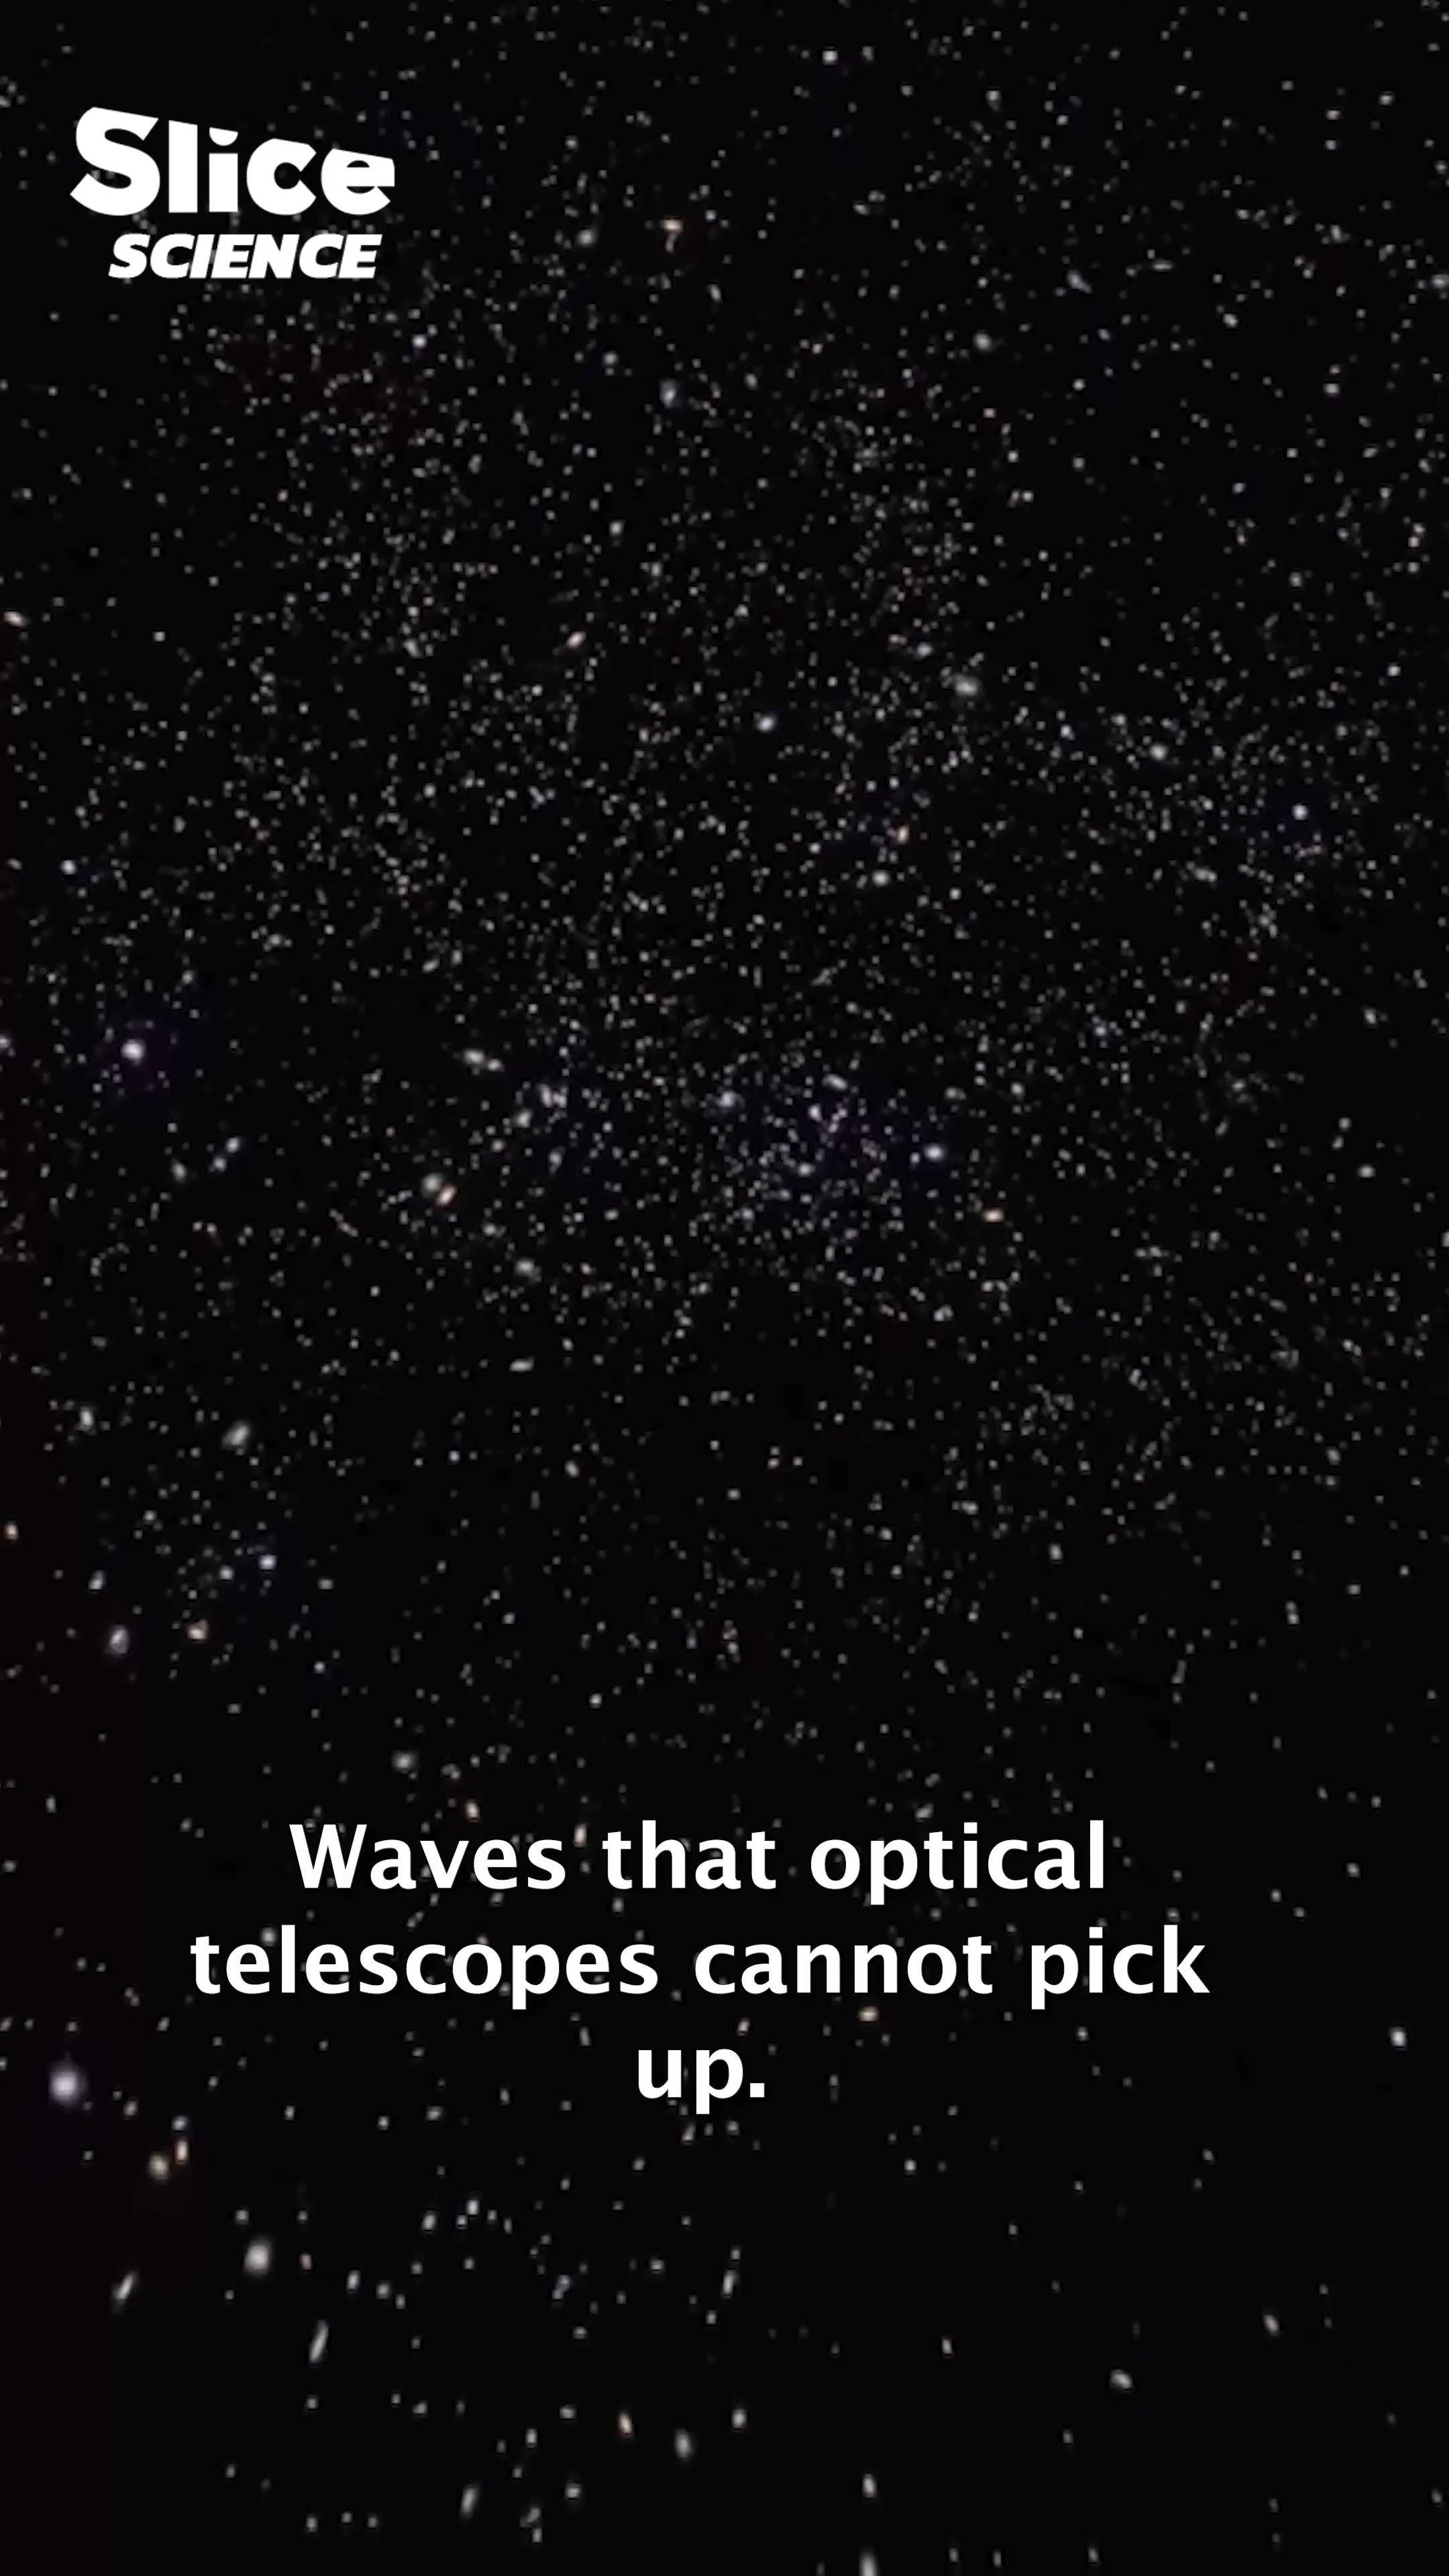 Slice
SCIENCE
Waves that optical
telescopes cannot pick
up.